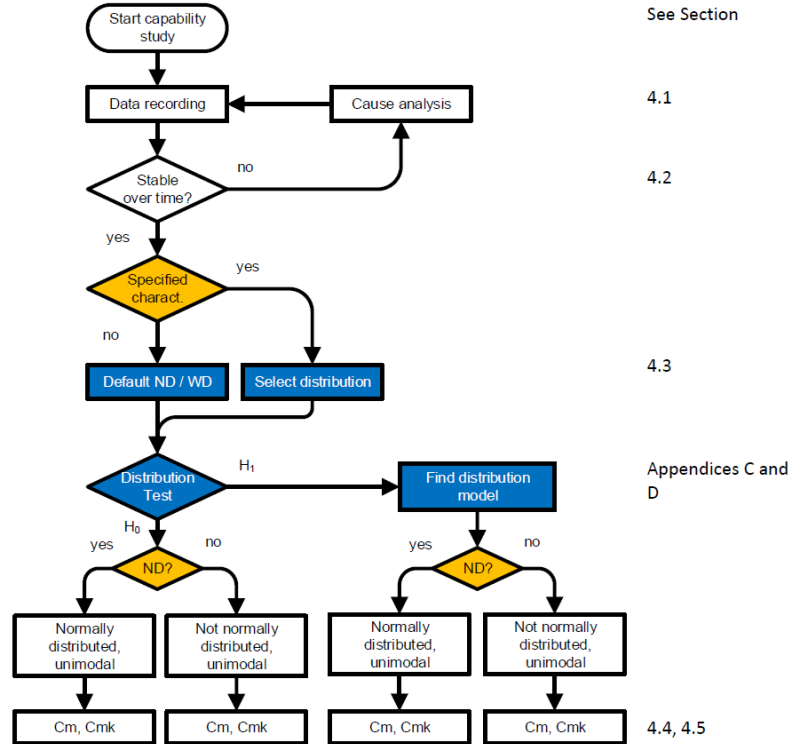 Start capability
study
See Section
Data recording
Cause analysis
4.1
no
Stable
over time?
4.2
yes
yes
Specified
charact.
no
Default ND / WD
Select distribution
4.3
H1
Distribution
Test
Find distribution
model
Appendices C and
D
H0
yes
no
yes
no
ND?
ND?
Normally
distributed,
unimodal
Not normally
distributed,
unimodal
Normally
distributed,
unimodal
Not normally
distributed,
unimodal
Cm, Cmk
Cm, Cmk
Cm, Cmk
Cm, Cmk
4.4, 4.5